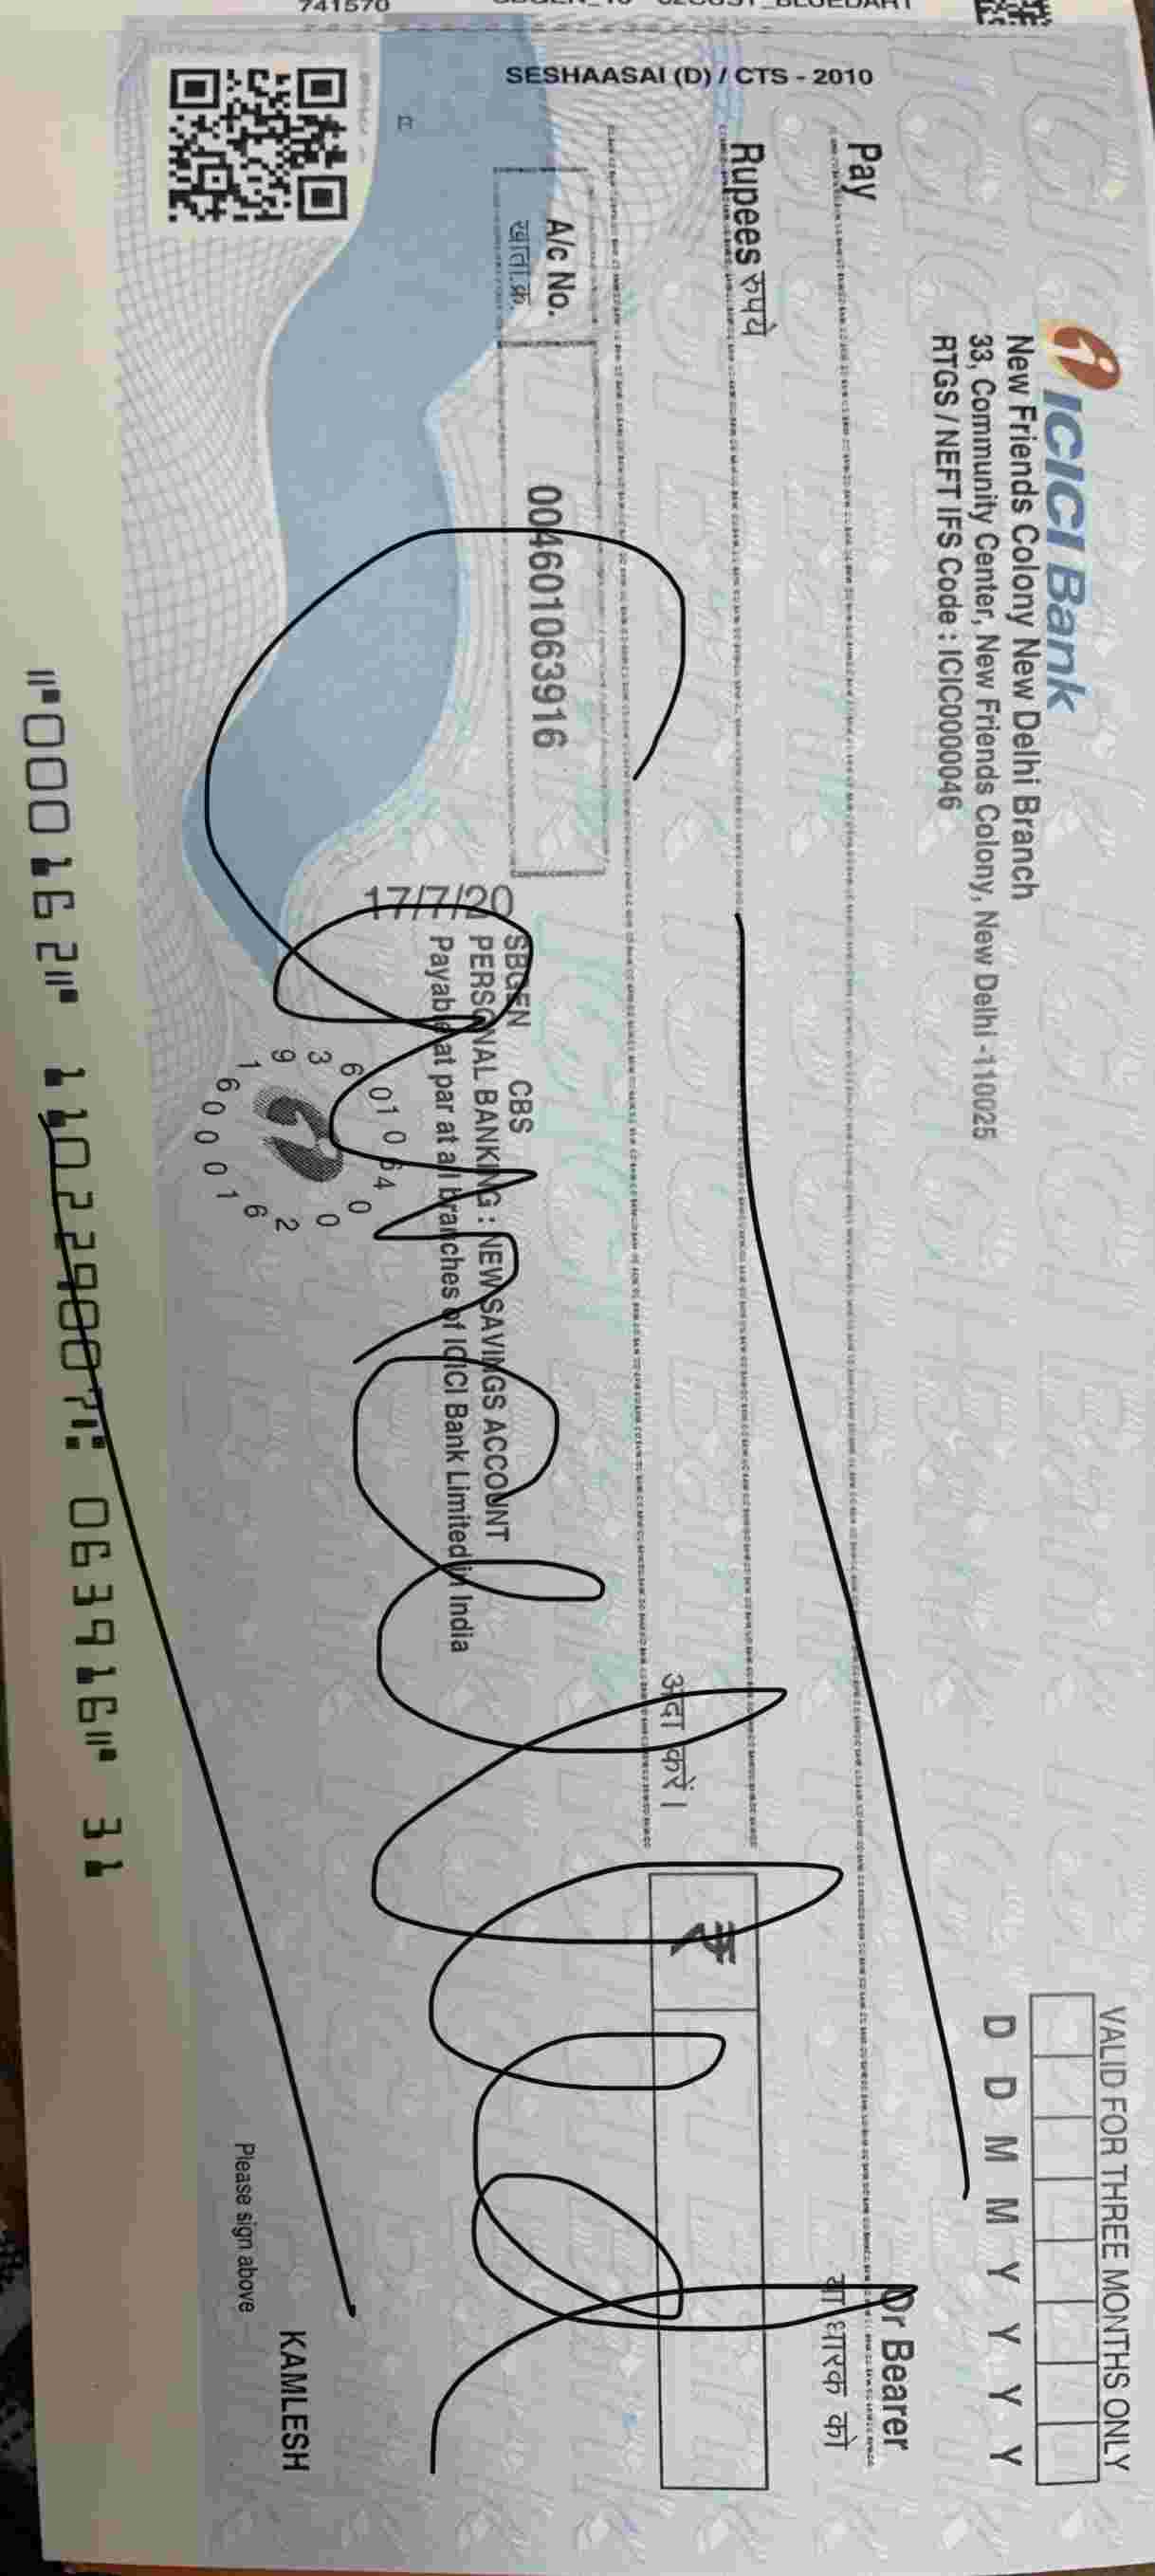 741570
SESHAASAI (D) / CTS - 2010
ICICI Bank
New Friends Colony New Delhi Branch
33, Community Center, New Friends Colony, New Delhi -110025
RTGS / NEFT IFS Code : ICIC0000046
VALID FOR THREE MONTHS ONLY
D D M M Y Y Y Y
Pay
Or Bearer
या धारक को
Rupees रुपये
अदा करें ।
₹
A/c No.
खाता क्र.
004601063916
17/7/20
SBGEN CBS
PERSONAL BANKING : NEW SAVINGS ACCOUNT
Payable at par at all branches of ICICI Bank Limited in India
Cancelled
KAMLESH
Please sign above
"000162" 110229007: 063916" 31